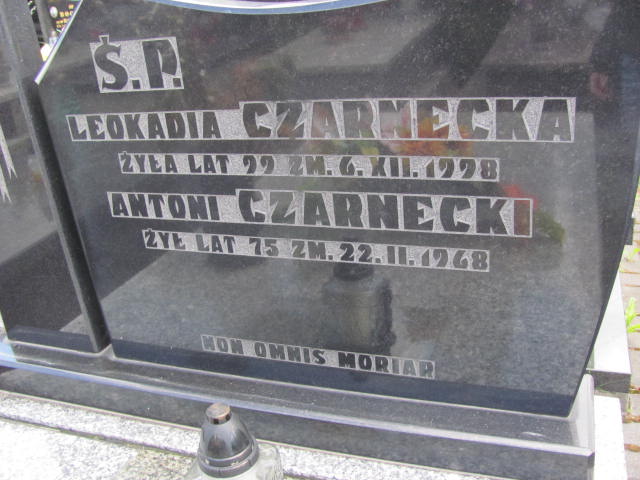 Ś.P.
LEOKADIA CZARNECKA
ŻYŁA LAT 99 ZM. 6. XII. 1998
ANTONI CZARNECKI
ŻYŁ LAT 75 ZM. 22. II. 1968
NON OMNIS MORIAR